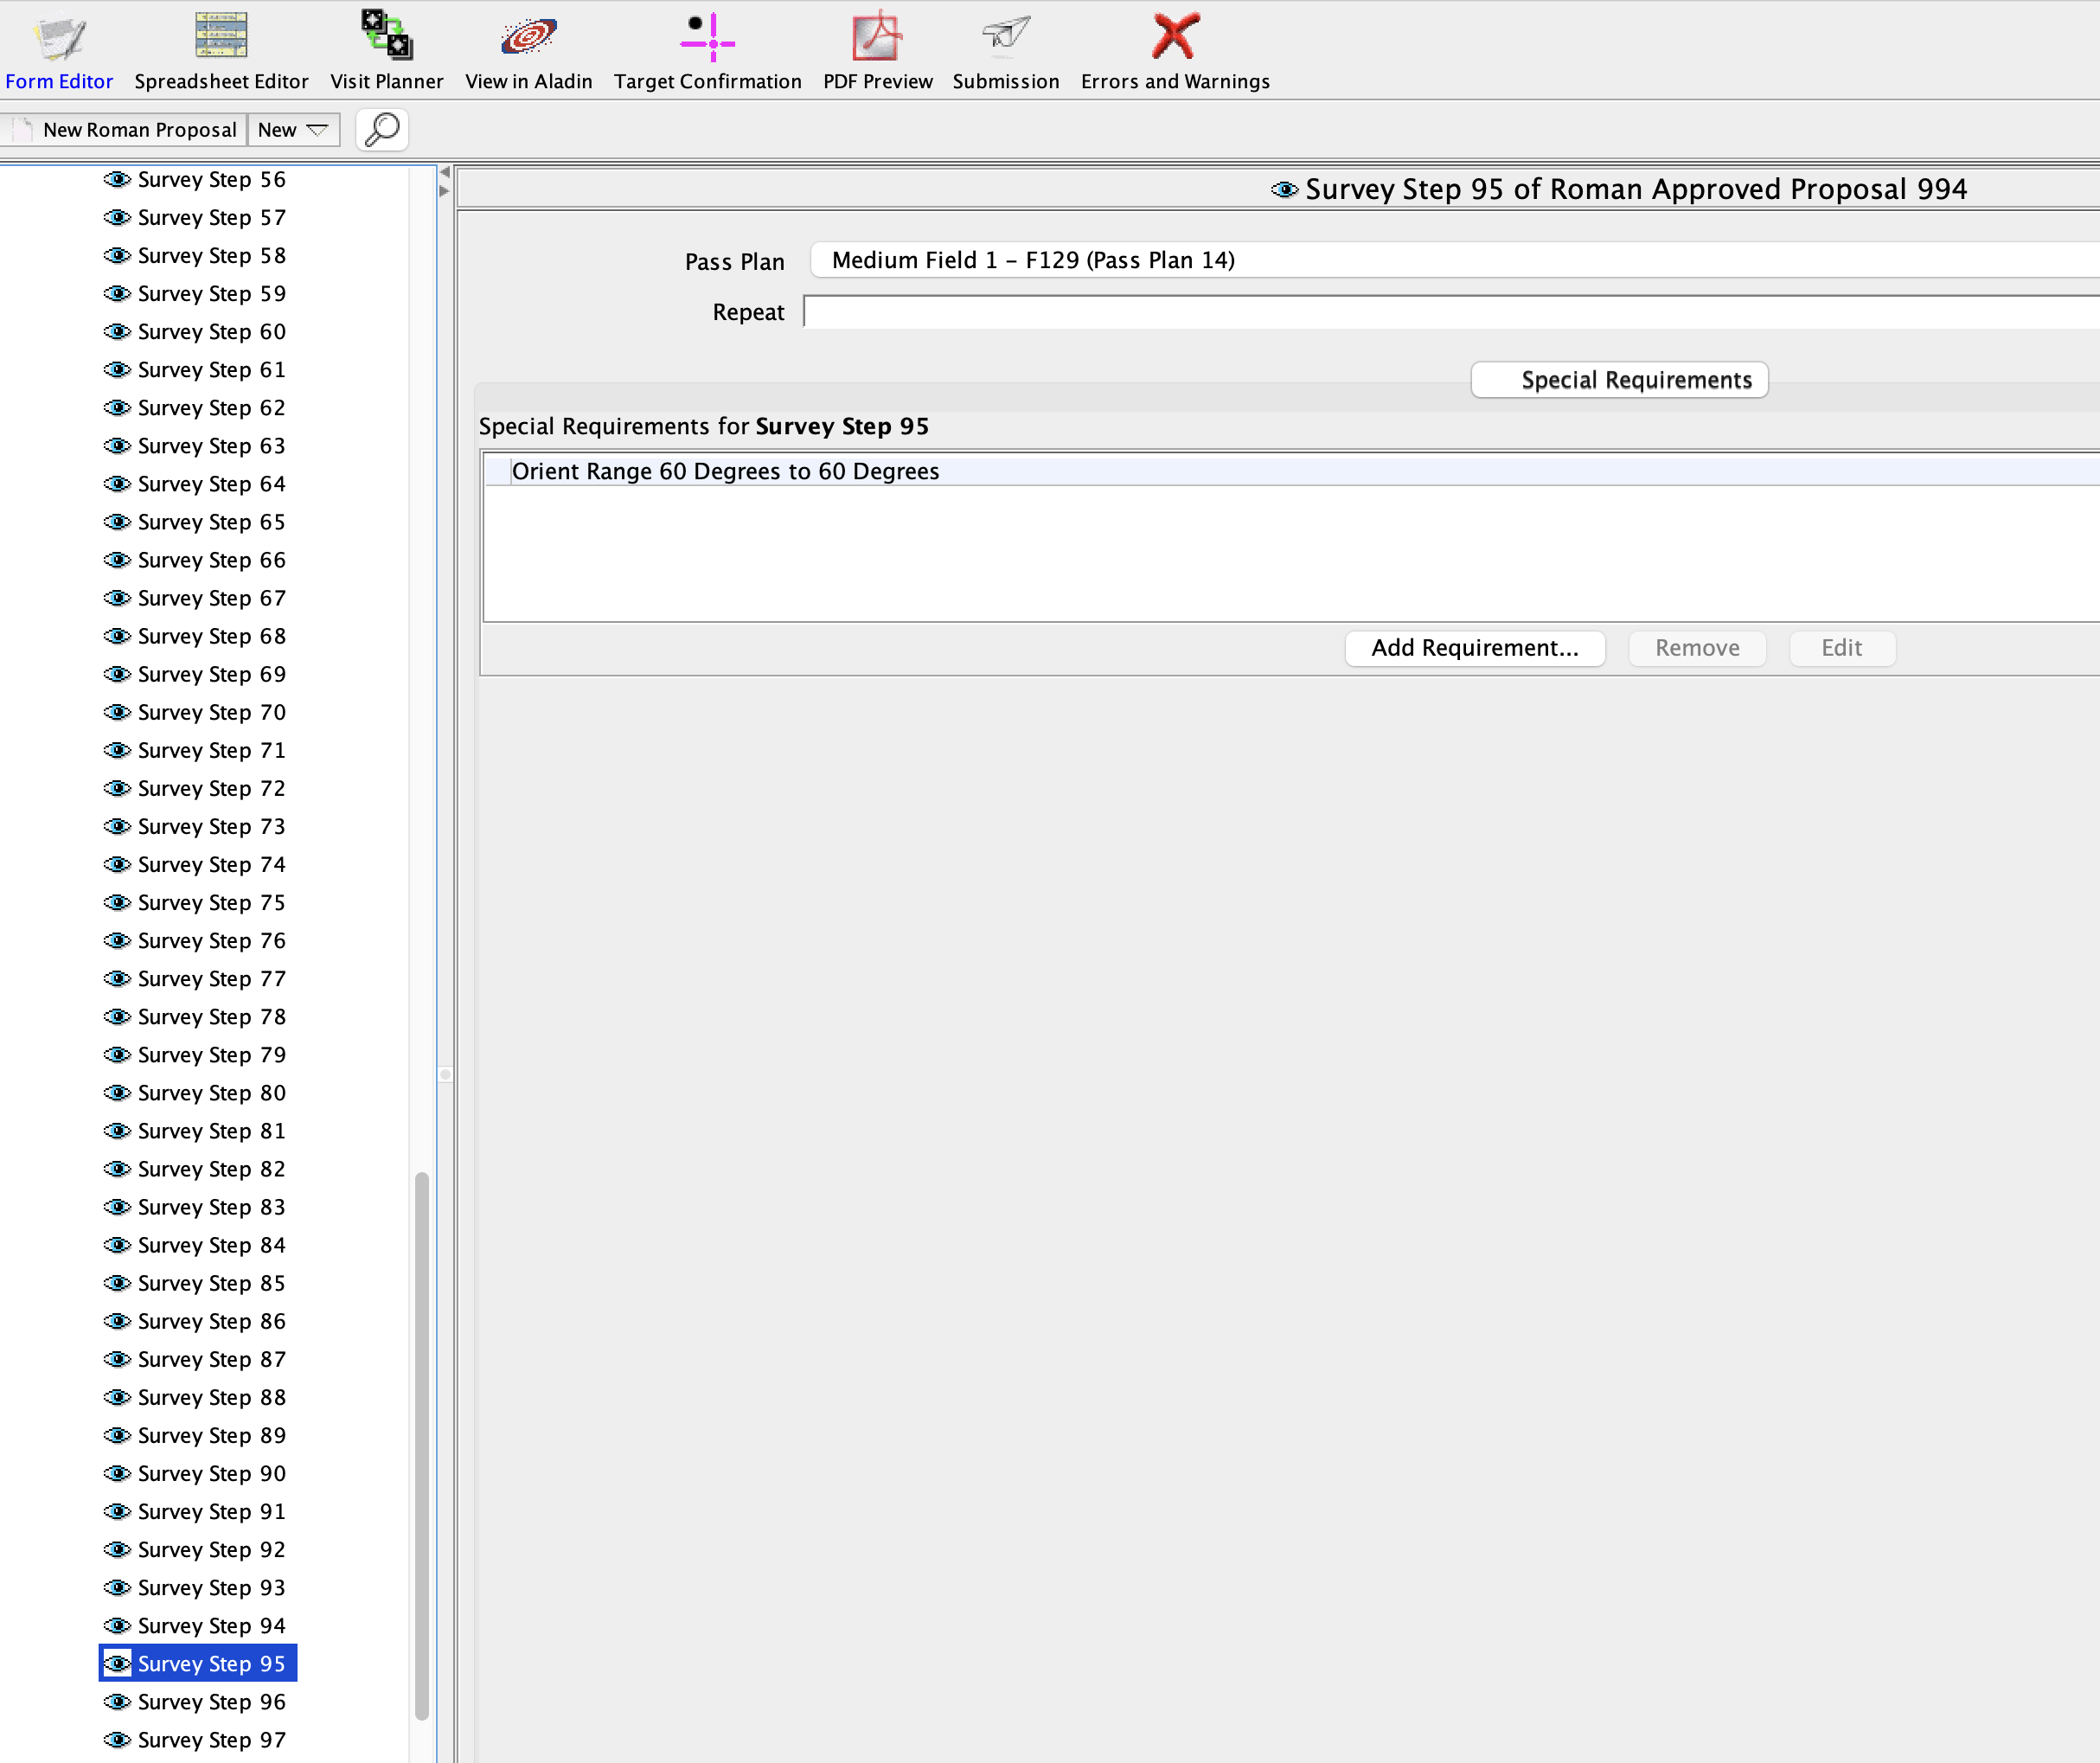 Form Editor Spreadsheet Editor Visit Planner View in Aladin Target Confirmation PDF Preview Submission Errors and Warnings
New Roman Proposal New
Survey Step 56
Survey Step 57
Survey Step 58
Survey Step 59
Survey Step 60
Survey Step 61
Survey Step 62
Survey Step 63
Survey Step 64
Survey Step 65
Survey Step 66
Survey Step 67
Survey Step 68
Survey Step 69
Survey Step 70
Survey Step 71
Survey Step 72
Survey Step 73
Survey Step 74
Survey Step 75
Survey Step 76
Survey Step 77
Survey Step 78
Survey Step 79
Survey Step 80
Survey Step 81
Survey Step 82
Survey Step 83
Survey Step 84
Survey Step 85
Survey Step 86
Survey Step 87
Survey Step 88
Survey Step 89
Survey Step 90
Survey Step 91
Survey Step 92
Survey Step 93
Survey Step 94
Survey Step 95
Survey Step 96
Survey Step 97
Survey Step 95 of Roman Approved Proposal 994
Pass Plan Medium Field 1 - F129 (Pass Plan 14)
Repeat
Special Requirements
Special Requirements for Survey Step 95
Orient Range 60 Degrees to 60 Degrees
Add Requirement... Remove Edit